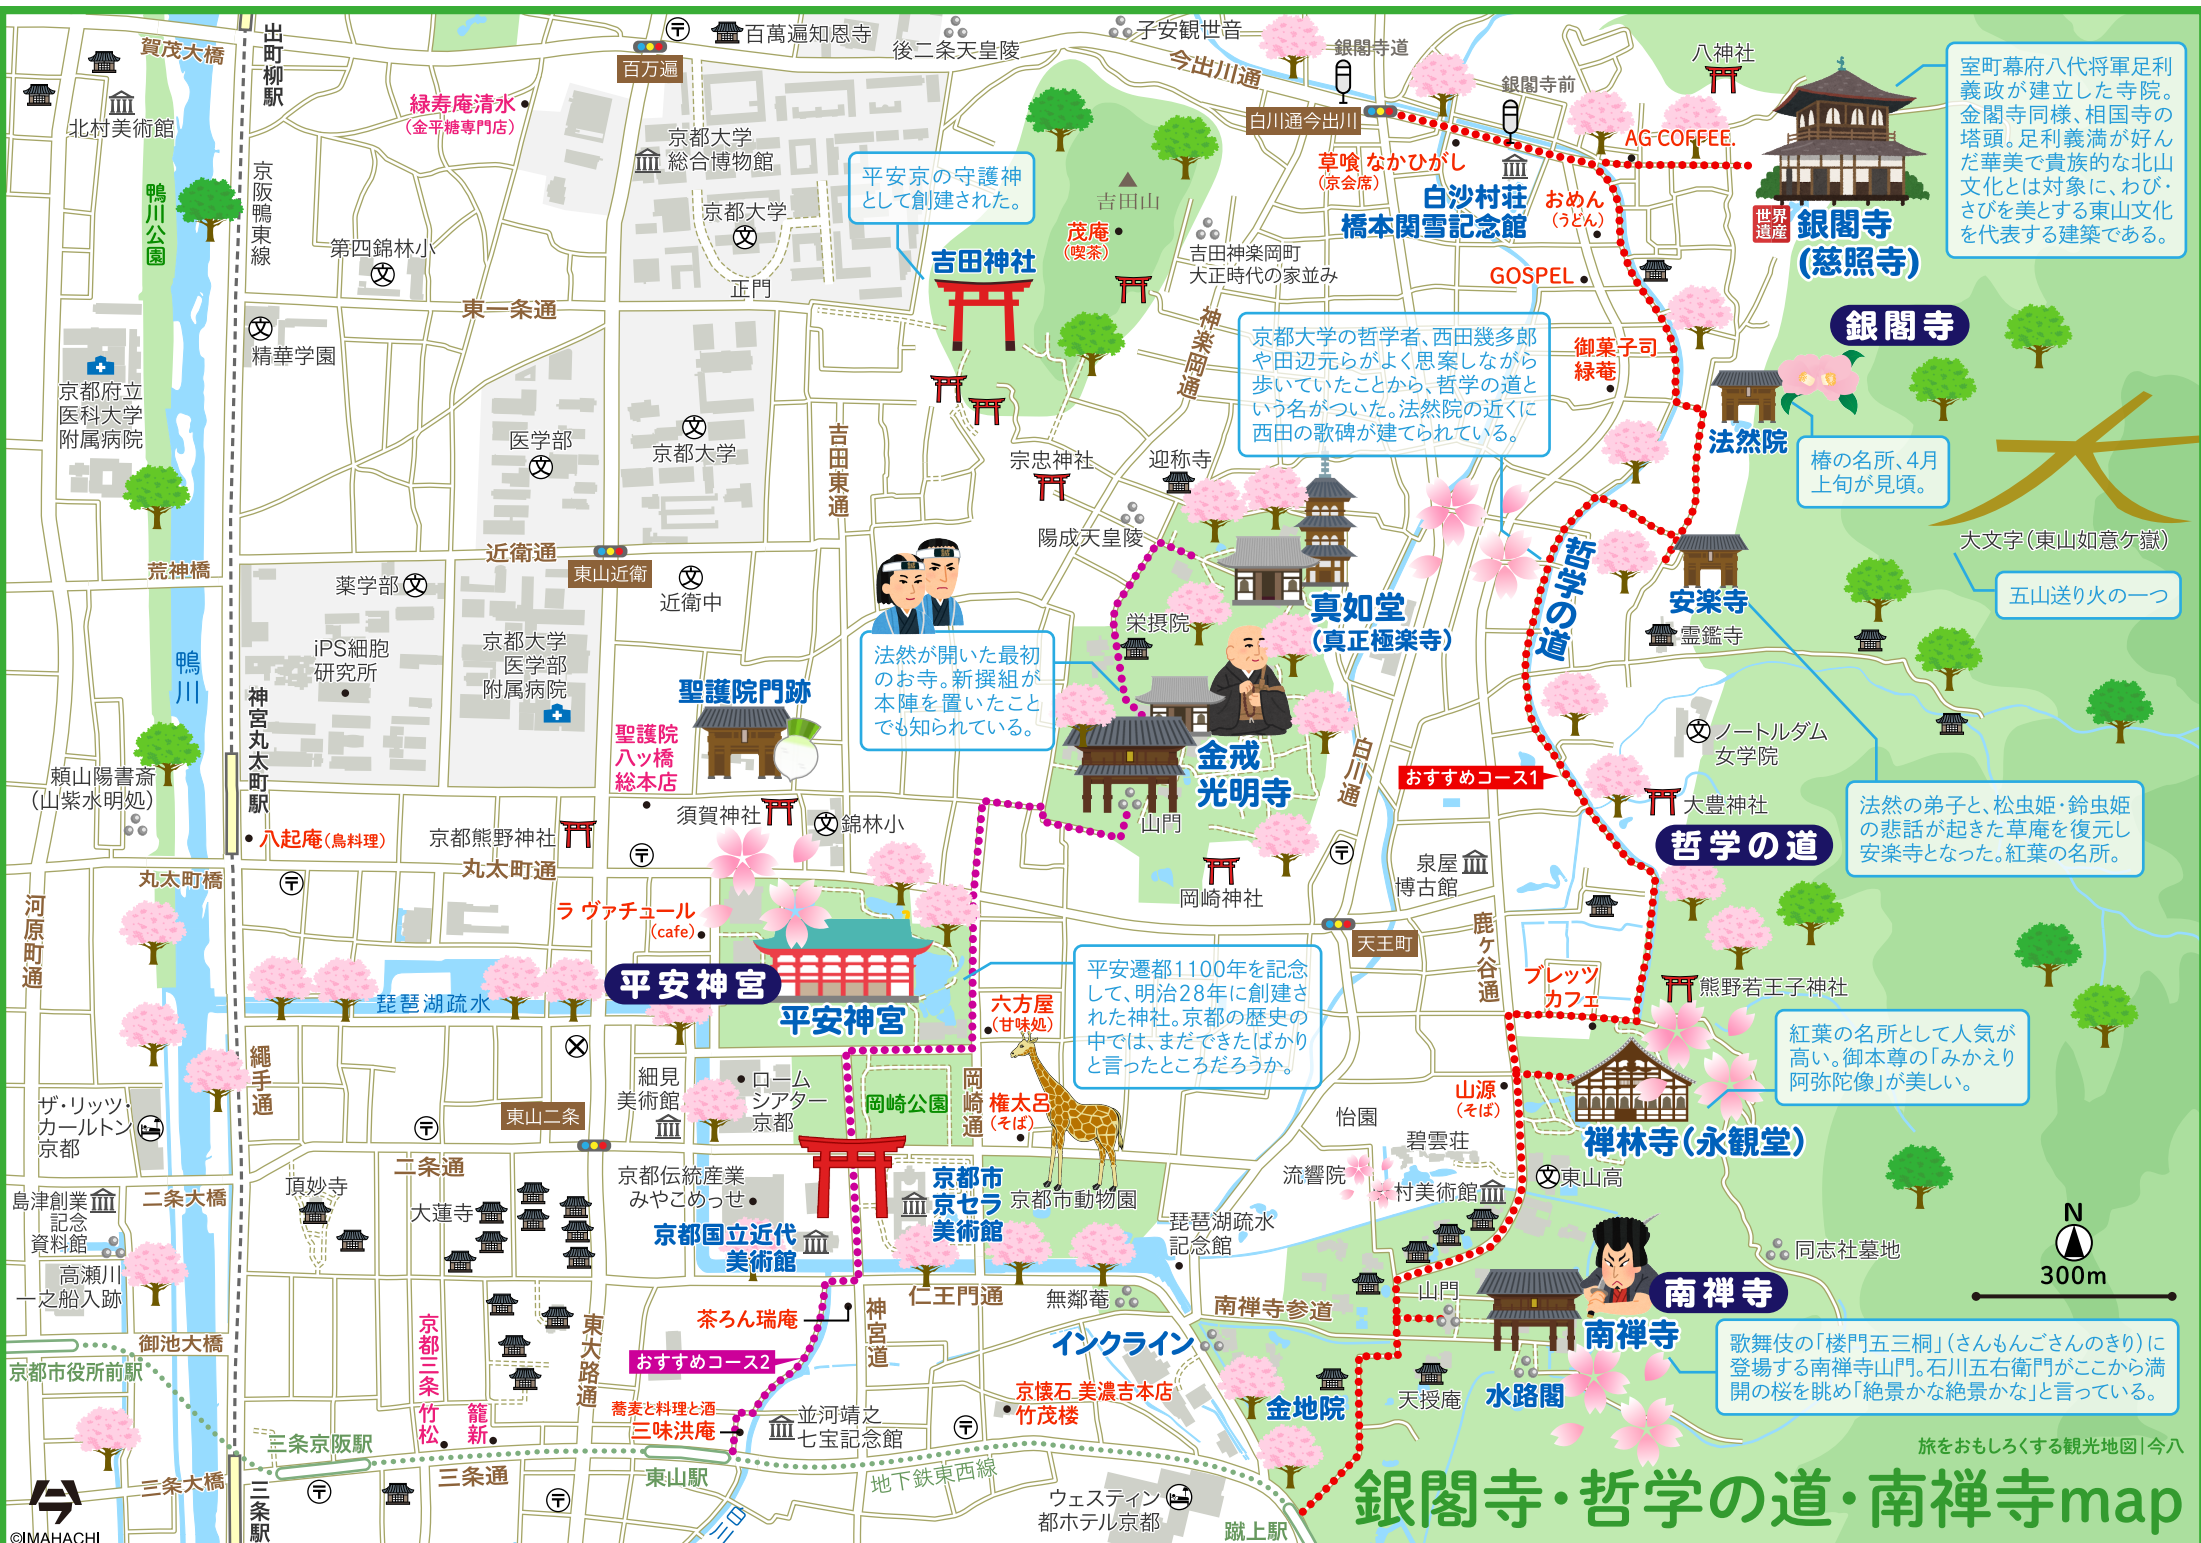 賀茂大橋
出町柳駅
百万遍
百萬遍知恩寺
後二条天皇陵
子安観世音
今出川通
銀閣寺道
銀閣寺前
八神社
室町幕府八代将軍足利
義政が建立した寺院。
金閣寺同様、相国寺の
塔頭。足利義満が好ん
だ華美で貴族的な北山
文化とは対象に、わび・
さびを美とする東山文化
を代表する建築である。
北村美術館
緑寿庵清水
(金平糖専門店)
京都大学
総合博物館
白川通今出川
AG COFFEE.
草喰 なかひがし
(京会席)
白沙村荘
橋本関雪記念館
おめん
(うどん)
世界
遺産
銀閣寺
(慈照寺)
平安京の守護神
として創建された。
吉田山
茂庵
(喫茶)
吉田神社
吉田神楽岡町
大正時代の家並み
GOSPEL
鴨川公園
京阪鴨東線
第四錦林小
文
京都大学
文
正門
東一条通
文
精華学園
神楽岡通
京都大学の哲学者、西田幾多郎
や田辺元らがよく思案しながら
歩いていたことから、哲学の道と
いう名がついた。法然院の近くに
西田の歌碑が建てられている。
御菓子司
緑菴
銀閣寺
法然院
椿の名所、4月
上旬が見頃。
大文字(東山如意ケ嶽)
五山送り火の一つ
京都府立
医科大学
附属病院
医学部
文
文
京都大学
吉田東通
宗忠神社
迎称寺
陽成天皇陵
荒神橋
近衛通
東山近衛
文
近衛中
薬学部
文
iPS細胞
研究所
京都大学
医学部
附属病院
鴨川
神宮丸太町駅
聖護院門跡
聖護院
八ッ橋
総本店
法然が開いた最初
のお寺。新撰組が
本陣を置いたこと
でも知られている。
栄摂院
真如堂
(真正極楽寺)
金戒
光明寺
山門
哲学の道
安楽寺
霊鑑寺
文
ノートルダム
女学院
白川通
おすすめコース1
大豊神社
哲学の道
法然の弟子と、松虫姫・鈴虫姫
の悲話が起きた草庵を復元し
安楽寺となった。紅葉の名所。
頼山陽書斎
(山紫水明処)
八起庵(鳥料理)
京都熊野神社
須賀神社
文
錦林小
丸太町橋
丸太町通
岡崎神社
泉屋
博古館
天王町
鹿ケ谷通
河原町通
ラ ヴァチュール
(cafe)
平安神宮
平安神宮
琵琶湖疏水
六方屋
(甘味処)
平安遷都1100年を記念
して、明治28年に創建さ
れた神社。京都の歴史の
中では、まだできたばかり
と言ったところだろうか。
ブレッツ
カフェ
熊野若王子神社
紅葉の名所として人気が
高い。御本尊の「みかえり
阿弥陀像」が美しい。
禅林寺(永観堂)
繩手通
細見
美術館
ローム
シアター
京都
岡崎公園
岡崎通
権太呂
(そば)
山源
(そば)
怡園
碧雲荘
流響院
村美術館
文
東山高
ザ・リッツ・
カールトン
京都
東山二条
二条通
二条大橋
島津創業
記念
資料館
高瀬川
一之船入跡
頂妙寺
大蓮寺
京都伝統産業
みやこめっせ
京都国立近代
美術館
京都市
京セラ
美術館
京都市動物園
琵琶湖疏水
記念館
山門
南禅寺
南禅寺
同志社墓地
N
300m
歌舞伎の「楼門五三桐」(さんもんごさんのきり)に
登場する南禅寺山門。石川五右衛門がここから満
開の桜を眺め「絶景かな絶景かな」と言っている。
御池大橋
京都市役所前駅
京都三条
竹松
籠新
東大路通
茶ろん瑞庵
神宮道
仁王門通
無鄰菴
南禅寺参道
インクライン
おすすめコース2
蕎麦と料理と酒
三味洪庵
並河靖之
七宝記念館
京懐石 美濃吉本店
竹茂楼
金地院
天授庵
水路閣
三条京阪駅
三条大橋
三条駅
三条通
東山駅
地下鉄東西線
白川
ウェスティン
都ホテル京都
蹴上駅
旅をおもしろくする観光地図|今八
銀閣寺・哲学の道・南禅寺map
©IMAHACHI